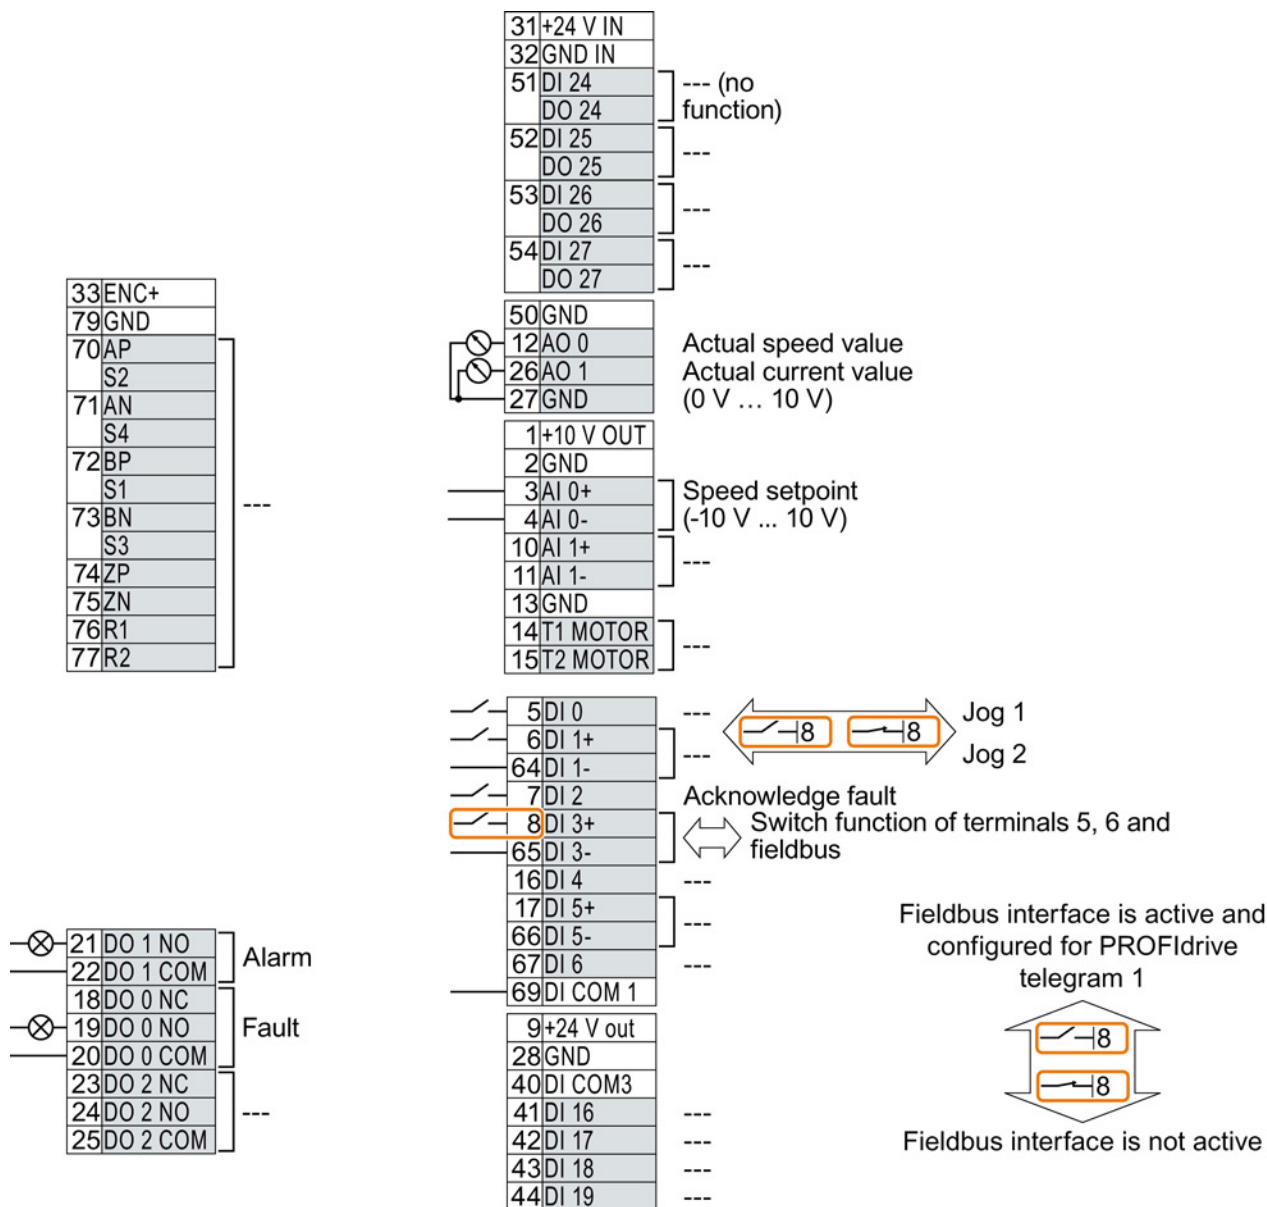 31 +24 V IN
32 GND IN
51 DI 24 --- (no
DO 24 function)
52 DI 25
---
DO 25
53 DI 26
---
DO 26
54 DI 27
---
DO 27
33 ENC+
79 GND
70 AP
S2
71 AN
S4
72 BP
S1
---
73 BN
S3
74 ZP
75 ZN
76 R1
77 R2
50 GND
12 AO 0 Actual speed value
26 AO 1 Actual current value
27 GND (0 V … 10 V)
1 +10 V OUT
2 GND
3 AI 0+ Speed setpoint
4 AI 0- (-10 V ... 10 V)
10 AI 1+
---
11 AI 1-
13 GND
14 T1 MOTOR
---
15 T2 MOTOR
5 DI 0 --- Jog 1
8 8
6 DI 1+
--- Jog 2
64 DI 1-
7 DI 2 Acknowledge fault
8 DI 3+ Switch function of terminals 5, 6 and
65 DI 3- fieldbus
16 DI 4 ---
17 DI 5+
---
66 DI 5-
67 DI 6 ---
69 DI COM 1
21 DO 1 NO
Alarm
22 DO 1 COM
18 DO 0 NC
19 DO 0 NO Fault
20 DO 0 COM
23 DO 2 NC
24 DO 2 NO ---
25 DO 2 COM
9 +24 V out
28 GND
40 DI COM3
41 DI 16 ---
42 DI 17 ---
43 DI 18 ---
44 DI 19 ---
Fieldbus interface is active and
configured for PROFIdrive
telegram 1
8
8
Fieldbus interface is not active